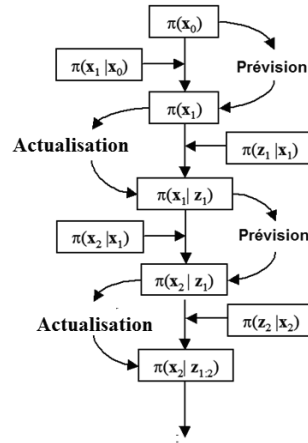 π(x₀)
π(x₁ |x₀)
Prévision
π(x₁)
Actualisation
π(z₁ |x₁)
π(x₁| z₁)
π(x₂ |x₁)
Prévision
π(x₂| z₁)
Actualisation
π(z₂ |x₂)
π(x₂| z₁:₂)